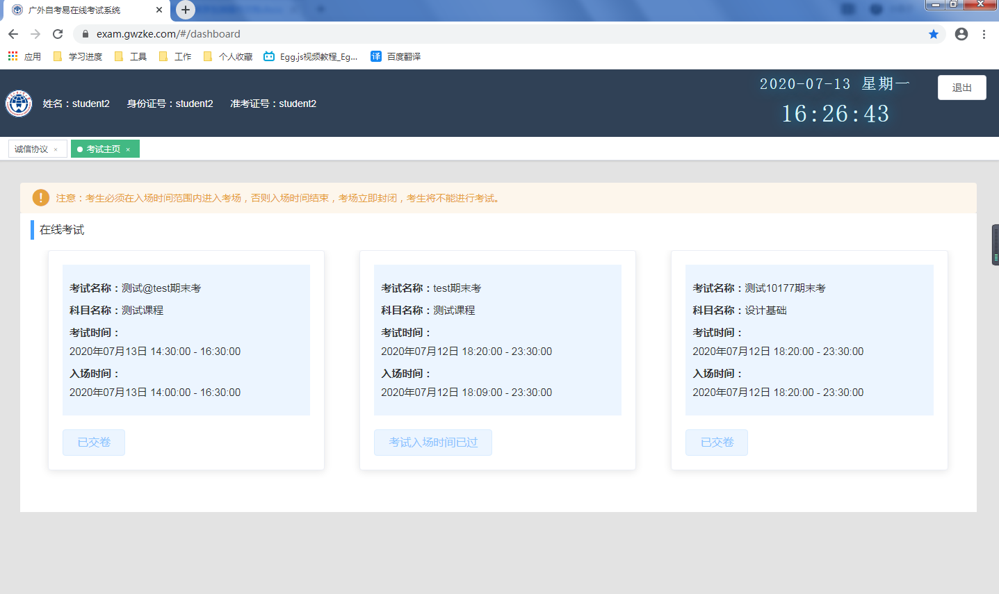 广外自考易在线考试系统
exam.gwzke.com/#/dashboard
应用 学习进度 工具 工作 个人收藏 Egg.js视频教程_Eg... 译 百度翻译
2020-07-13 星期一
退出
姓名：student2 身份证号：student2 准考证号：student2
16:26:43
诚信协议 × 考试主页 ×
注意：考生必须在入场时间范围内进入考场，否则入场时间结束，考场立即封闭，考生将不能进行考试。
在线考试
考试名称：测试@test期末考
科目名称：测试课程
考试时间：
2020年07月13日 14:30:00 - 16:30:00
入场时间：
2020年07月13日 14:00:00 - 16:30:00
已交卷
考试名称：test期末考
科目名称：测试课程
考试时间：
2020年07月12日 18:20:00 - 23:30:00
入场时间：
2020年07月12日 18:09:00 - 23:30:00
考试入场时间已过
考试名称：测试10177期末考
科目名称：设计基础
考试时间：
2020年07月12日 18:20:00 - 23:30:00
入场时间：
2020年07月12日 18:20:00 - 23:30:00
已交卷